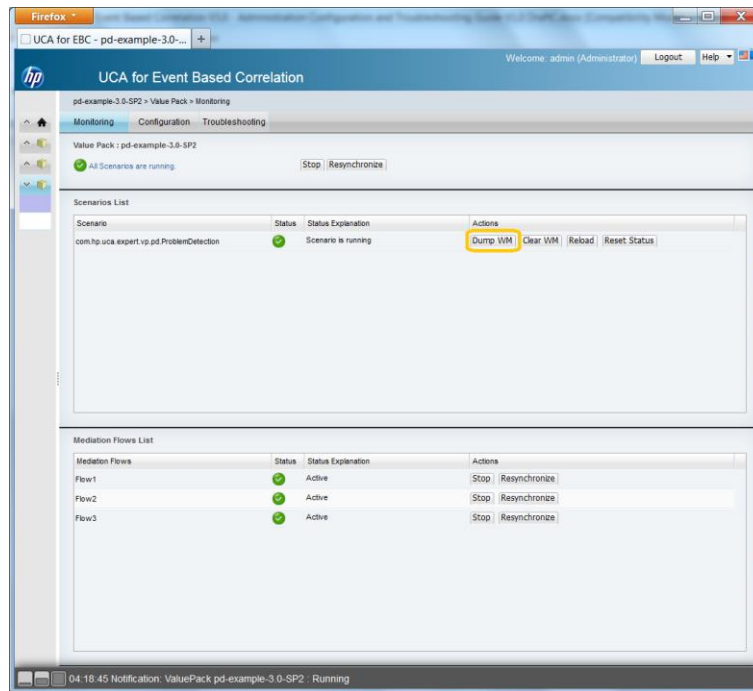 Firefox
UCA for EBC - pd-example-3.0-... +
Welcome: admin (Administrator) Logout Help
hp UCA for Event Based Correlation
pd-example-3.0-SP2 > Value Pack > Monitoring
Monitoring Configuration Troubleshooting
Value Pack : pd-example-3.0-SP2
All Scenarios are running. Stop Resynchronize
Scenarios List
Scenario Status Status Explanation Actions
com.hp.uca.expert.vp.pd.ProblemDetection Scenario is running Dump WM Clear WM Reload Reset Status
Mediation Flows List
Mediation Flows Status Status Explanation Actions
Flow1 Active Stop Resynchronize
Flow2 Active Stop Resynchronize
Flow3 Active Stop Resynchronize
04:18:45 Notification: ValuePack pd-example-3.0-SP2 : Running